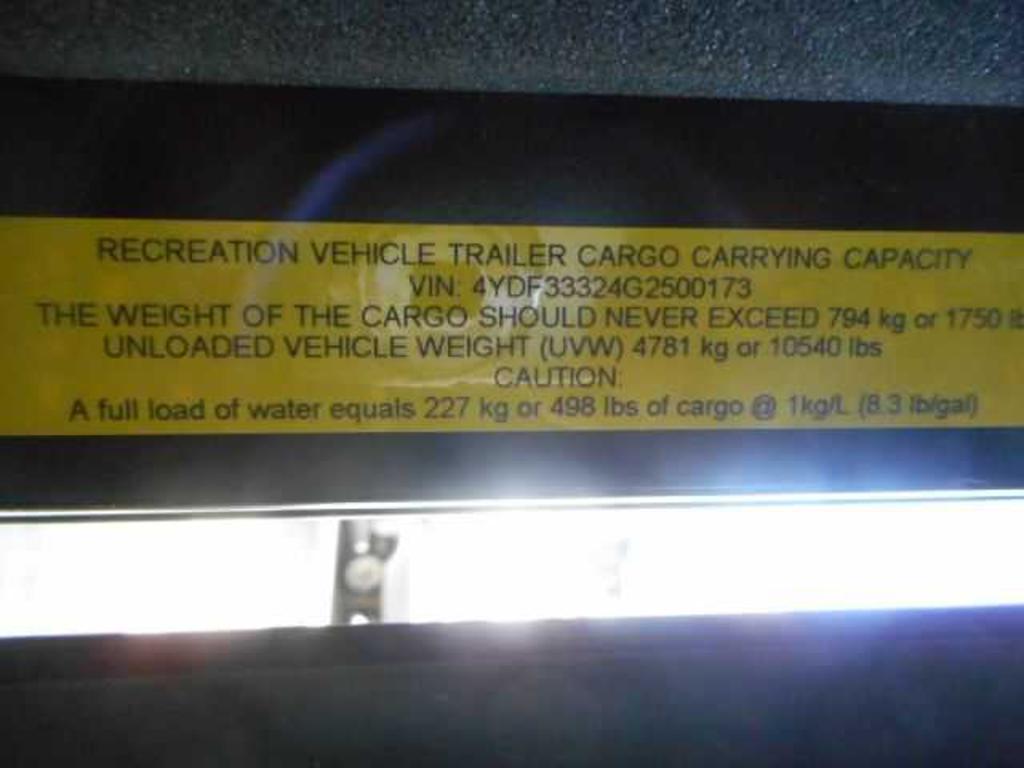 RECREATION VEHICLE TRAILER CARGO CARRYING CAPACITY
VIN: 4YDF33324G2500173
THE WEIGHT OF THE CARGO SHOULD NEVER EXCEED 794 kg or 1750 lb
UNLOADED VEHICLE WEIGHT (UVW) 4781 kg or 10540 lbs
CAUTION:
A full load of water equals 227 kg or 498 lbs of cargo @ 1kg/L (8.3 lb/gal)